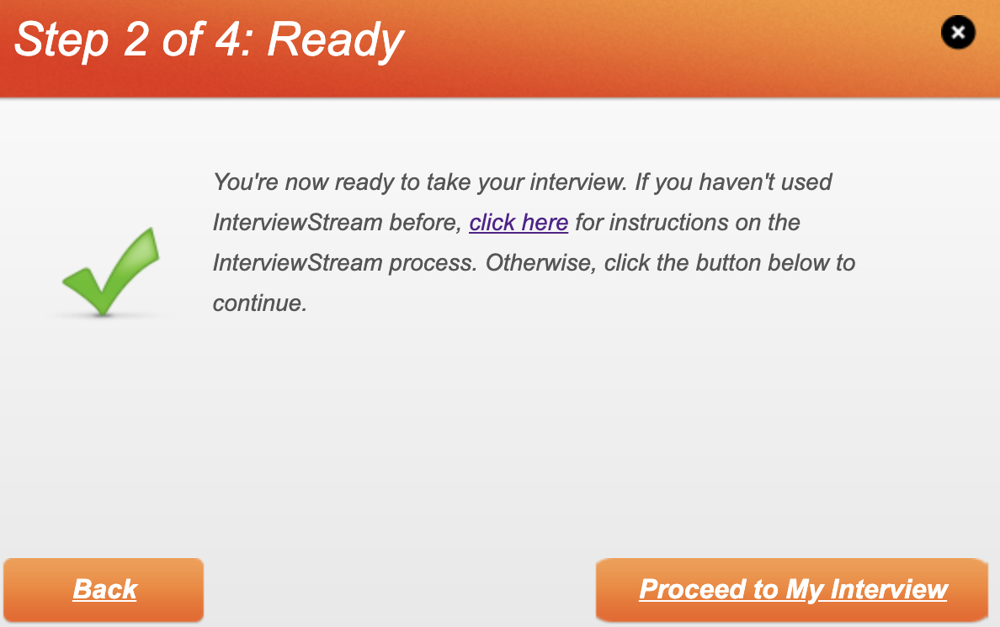 Step 2 of 4: Ready
You're now ready to take your interview. If you haven't used
InterviewStream before, click here for instructions on the
InterviewStream process. Otherwise, click the button below to
continue.
Back
Proceed to My Interview